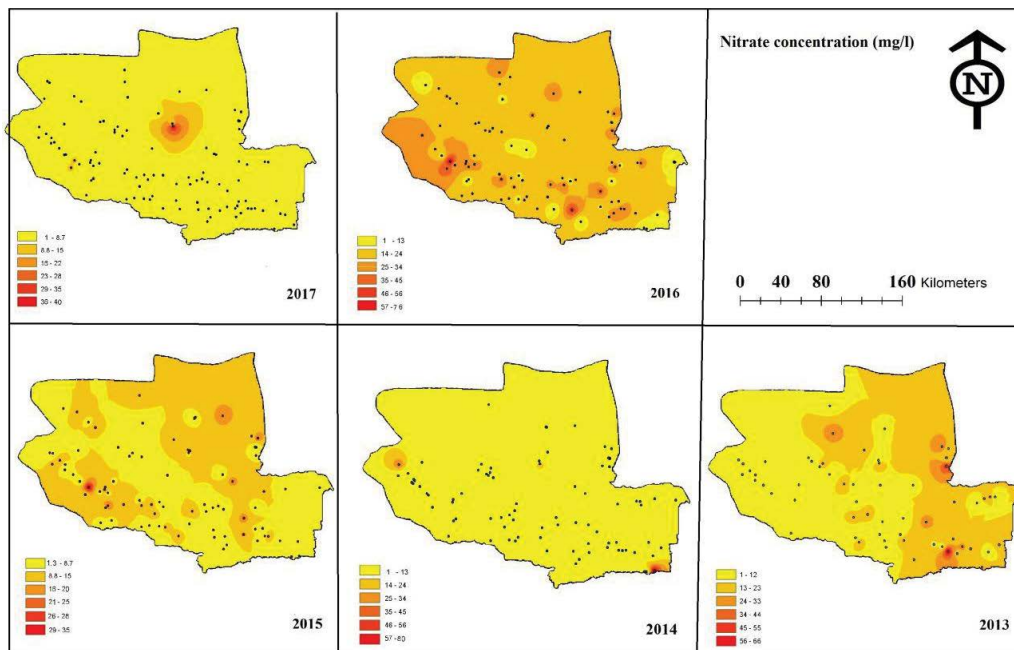 Nitrate concentration (mg/l)
N
0 40 80 160 Kilometers
1 - 8.7
8.8 - 15
15 - 22
23 - 28
29 - 35
36 - 40
2017
1 - 13
14 - 24
25 - 34
35 - 45
46 - 56
57 - 76
2016
1.3 - 8.7
8.8 - 15
16 - 20
21 - 25
26 - 28
29 - 35
2015
1 - 13
14 - 24
25 - 34
35 - 45
46 - 56
57 - 80
2014
1 - 12
13 - 23
24 - 33
34 - 44
45 - 55
56 - 66
2013